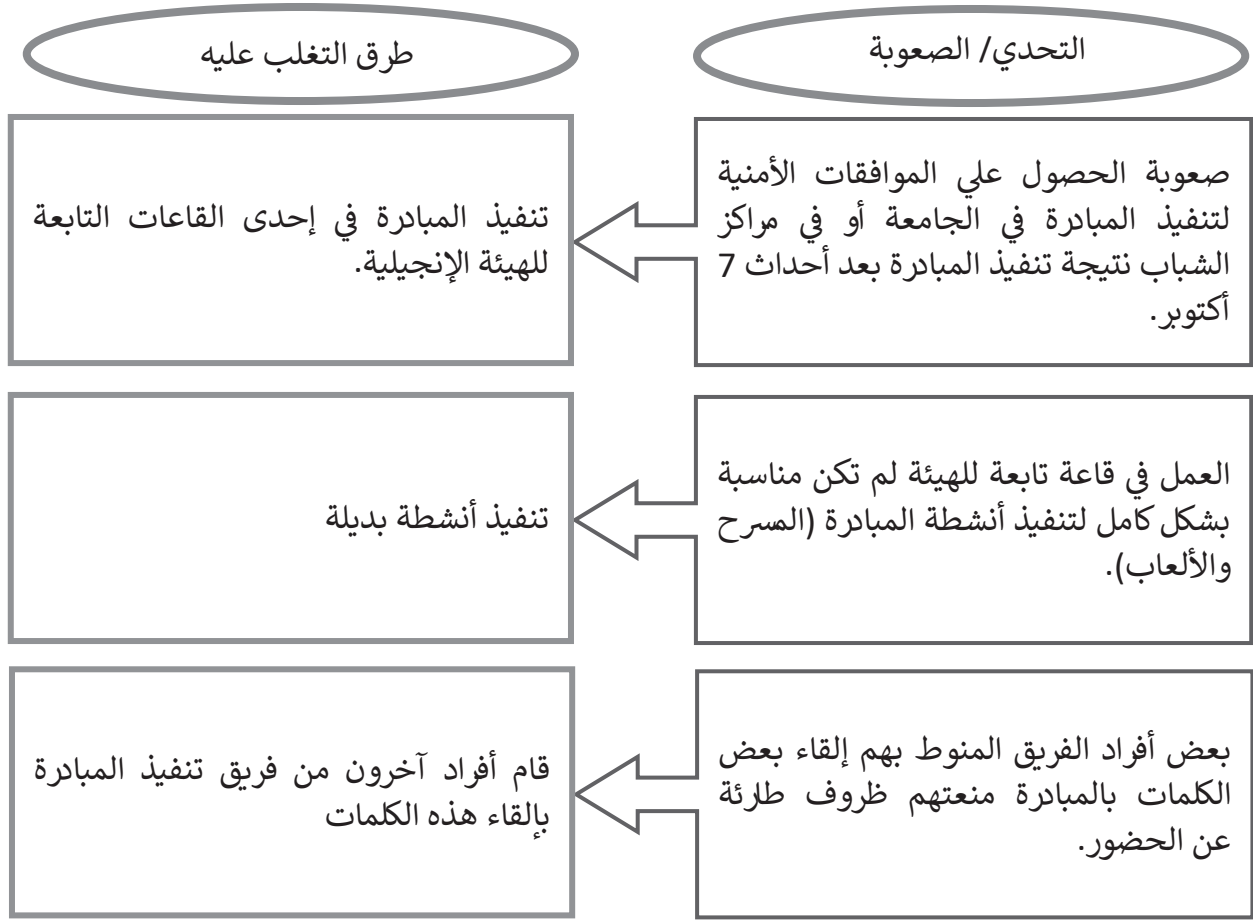 التحدي/ الصعوبة
طرق التغلب عليه
صعوبة الحصول علي الموافقات الأمنية
لتنفيذ المبادرة في الجامعة أو في مراكز
الشباب نتيجة تنفيذ المبادرة بعد أحداث 7
أكتوبر.
تنفيذ المبادرة في إحدى القاعات التابعة
للهيئة الإنجيلية.
العمل في قاعة تابعة للهيئة لم تكن مناسبة
بشكل كامل لتنفيذ أنشطة المبادرة (المسرح
والألعاب).
تنفيذ أنشطة بديلة
بعض أفراد الفريق المنوط بهم إلقاء بعض
الكلمات بالمبادرة منعتهم ظروف طارئة
عن الحضور.
قام أفراد آخرون من فريق تنفيذ المبادرة
بإلقاء هذه الكلمات